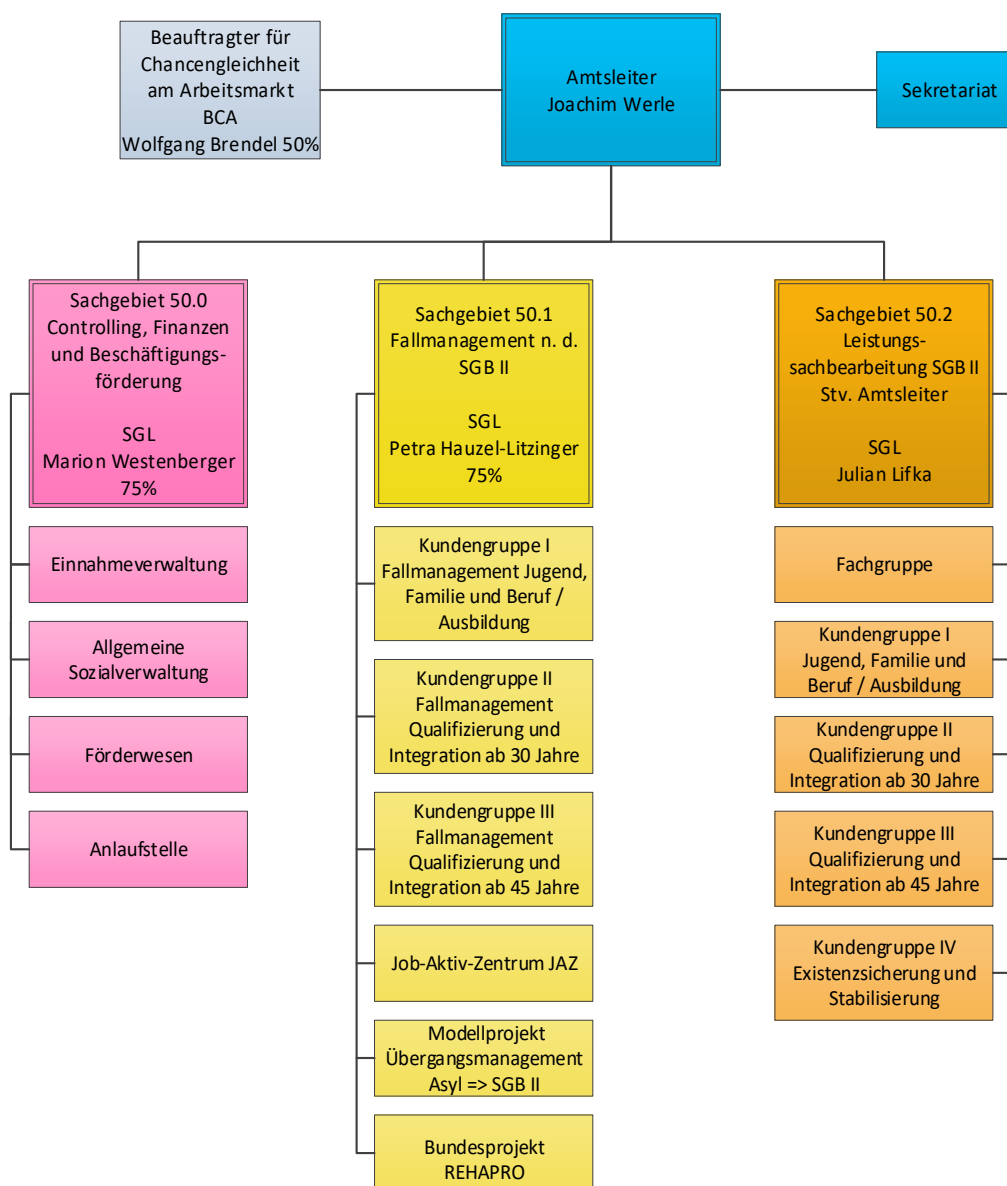 Beauftragter für
Chancengleichheit
am Arbeitsmarkt
BCA
Wolfgang Brendel 50%
Amtsleiter
Joachim Werle
Sekretariat
Sachgebiet 50.0
Controlling, Finanzen
und Beschäftigungs-
förderung
SGL
Marion Westenberger
75%
Einnahmeverwaltung
Allgemeine
Sozialverwaltung
Förderwesen
Anlaufstelle
Sachgebiet 50.1
Fallmanagement n. d.
SGB II
SGL
Petra Hauzel-Litzinger
75%
Kundengruppe I
Fallmanagement Jugend,
Familie und Beruf /
Ausbildung
Kundengruppe II
Fallmanagement
Qualifizierung und
Integration ab 30 Jahre
Kundengruppe III
Fallmanagement
Qualifizierung und
Integration ab 45 Jahre
Job-Aktiv-Zentrum JAZ
Modellprojekt
Übergangsmanagement
Asyl => SGB II
Bundesprojekt
REHAPRO
Sachgebiet 50.2
Leistungs-
sachbearbeitung SGB II
Stv. Amtsleiter
SGL
Julian Lifka
Fachgruppe
Kundengruppe I
Jugend, Familie und
Beruf / Ausbildung
Kundengruppe II
Qualifizierung und
Integration ab 30 Jahre
Kundengruppe III
Qualifizierung und
Integration ab 45 Jahre
Kundengruppe IV
Existenzsicherung und
Stabilisierung